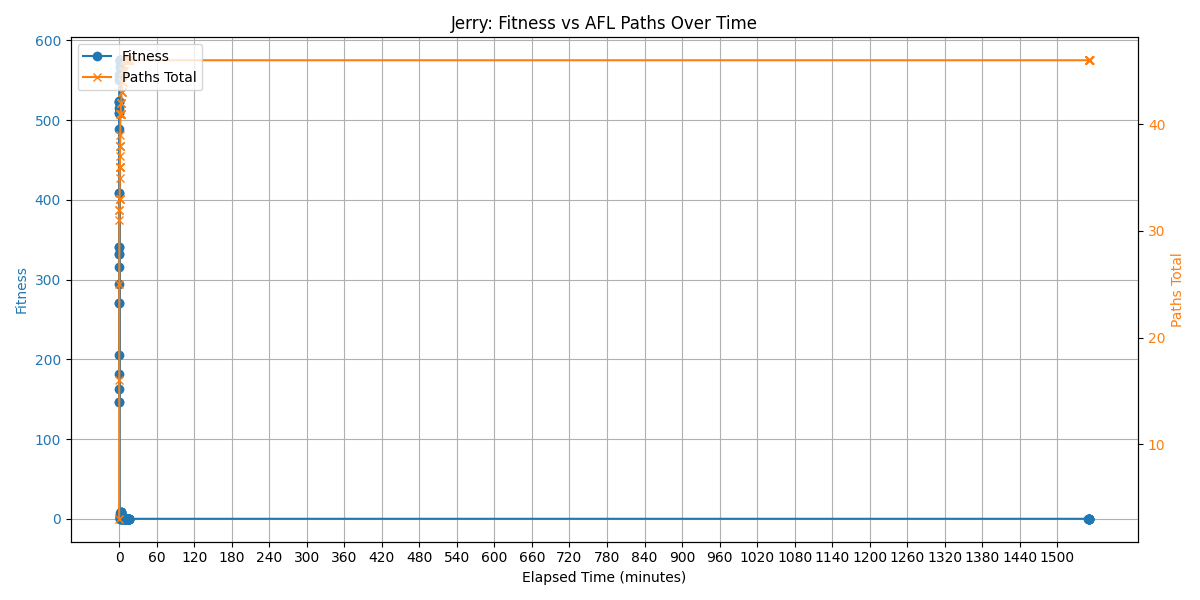 Jerry: Fitness vs AFL Paths Over Time
Fitness
Paths Total
600
500
400
300
200
100
0
Fitness
40
30
20
10
Paths Total
0 60 120 180 240 300 360 420 480 540 600 660 720 780 840 900 960 1020 1080 1140 1200 1260 1320 1380 1440 1500
Elapsed Time (minutes)